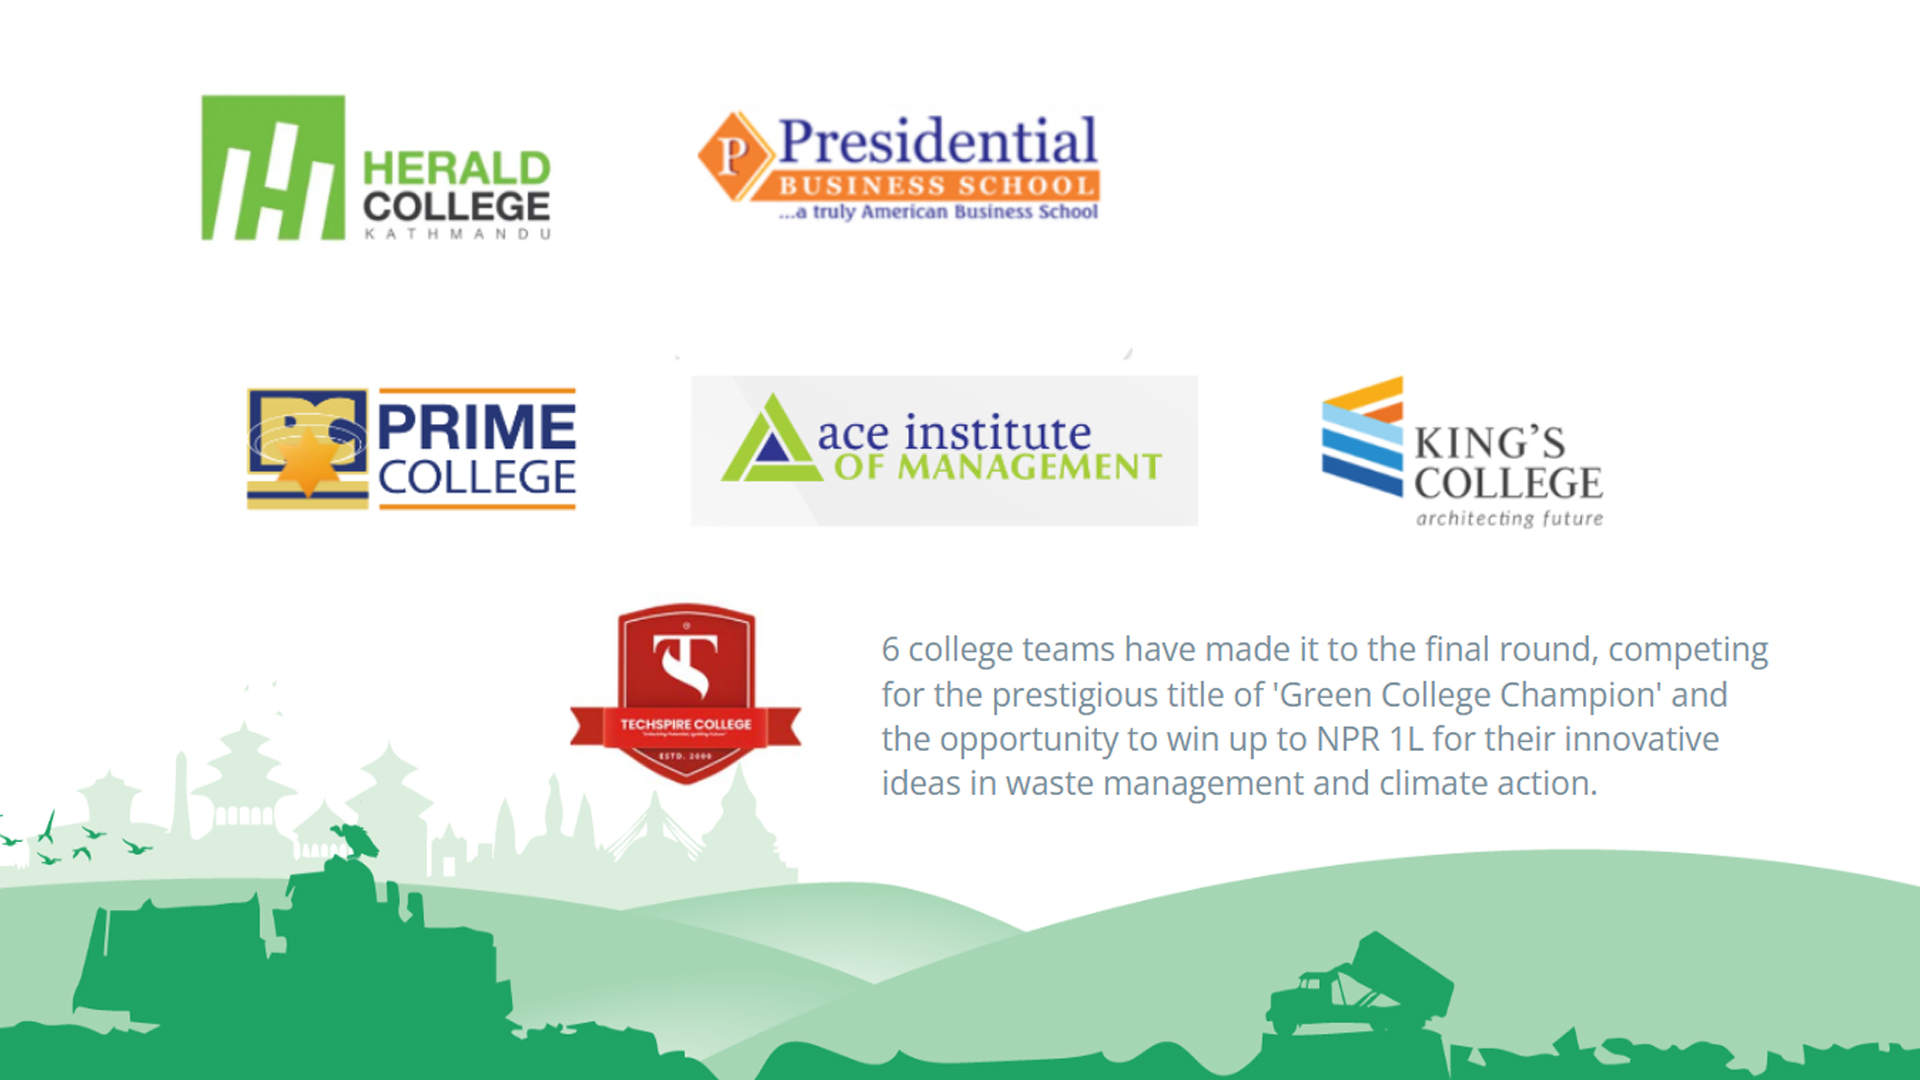 HERALD
COLLEGE
KATHMANDU
P
Presidential
BUSINESS SCHOOL
...a truly American Business School
PRIME
COLLEGE
ace institute
OF MANAGEMENT
KING'S
COLLEGE
architecting future
TECHSPIRE COLLEGE
ESTD. 2000
6 college teams have made it to the final round, competing
for the prestigious title of 'Green College Champion' and
the opportunity to win up to NPR 1L for their innovative
ideas in waste management and climate action.